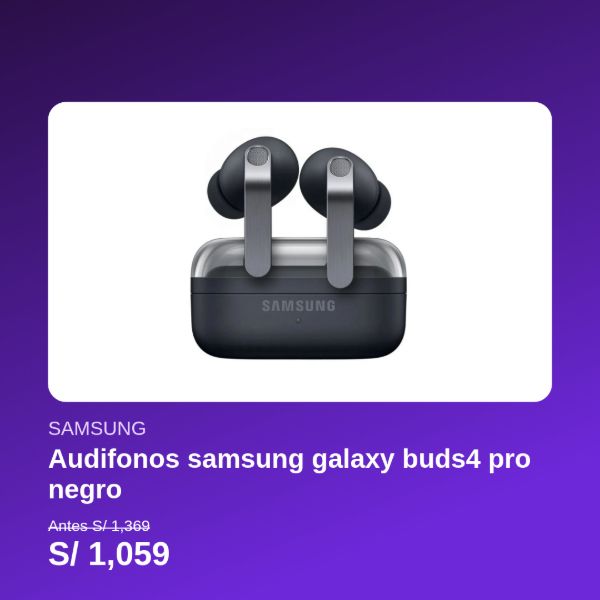 SAMSUNG
SAMSUNG
Audifonos samsung galaxy buds4 pro
negro
Antes S/ 1,369
S/ 1,059